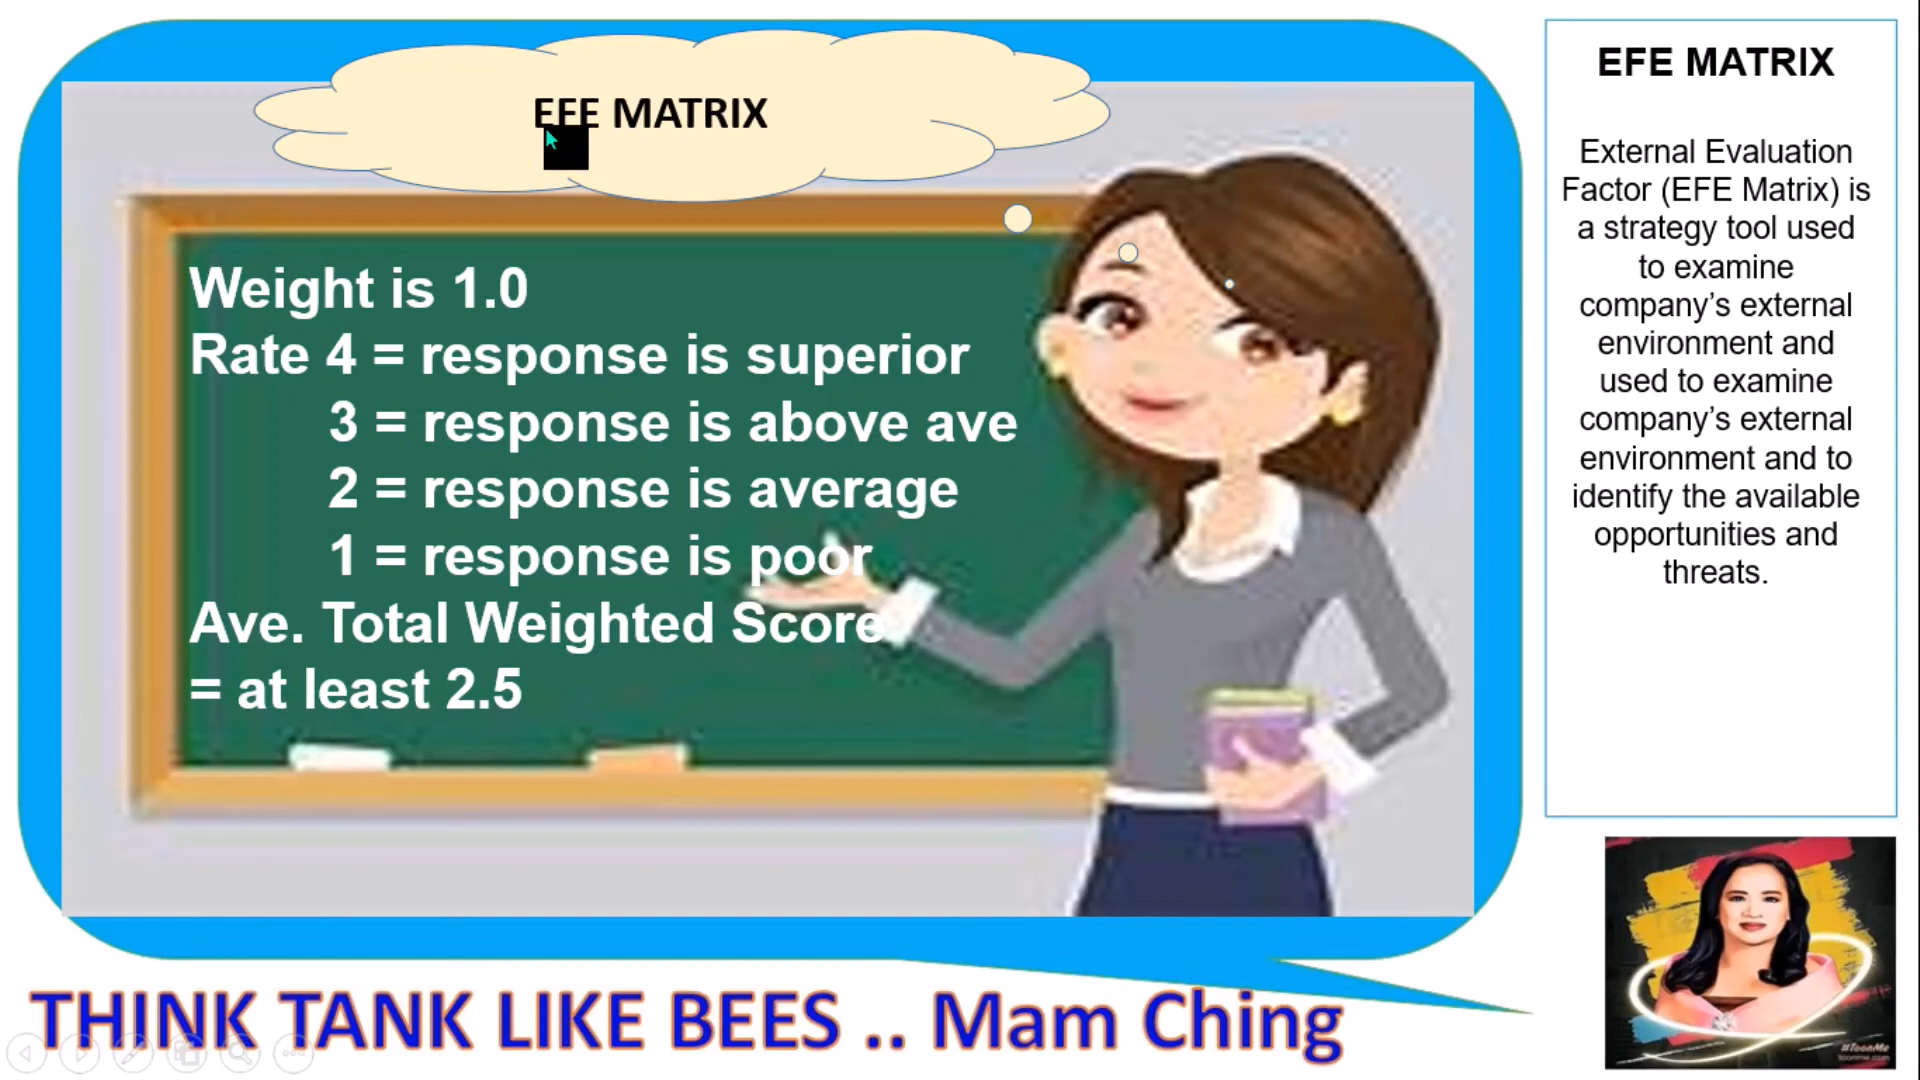 EFE MATRIX
Weight is 1.0
Rate 4 = response is superior
3 = response is above ave
2 = response is average
1 = response is poor
Ave. Total Weighted Score
= at least 2.5
EFE MATRIX
External Evaluation
Factor (EFE Matrix) is
a strategy tool used
to examine
company’s external
environment and
used to examine
company’s external
environment and to
identify the available
opportunities and
threats.
#ToonMe
toonme.com
THINK TANK LIKE BEES .. Mam Ching